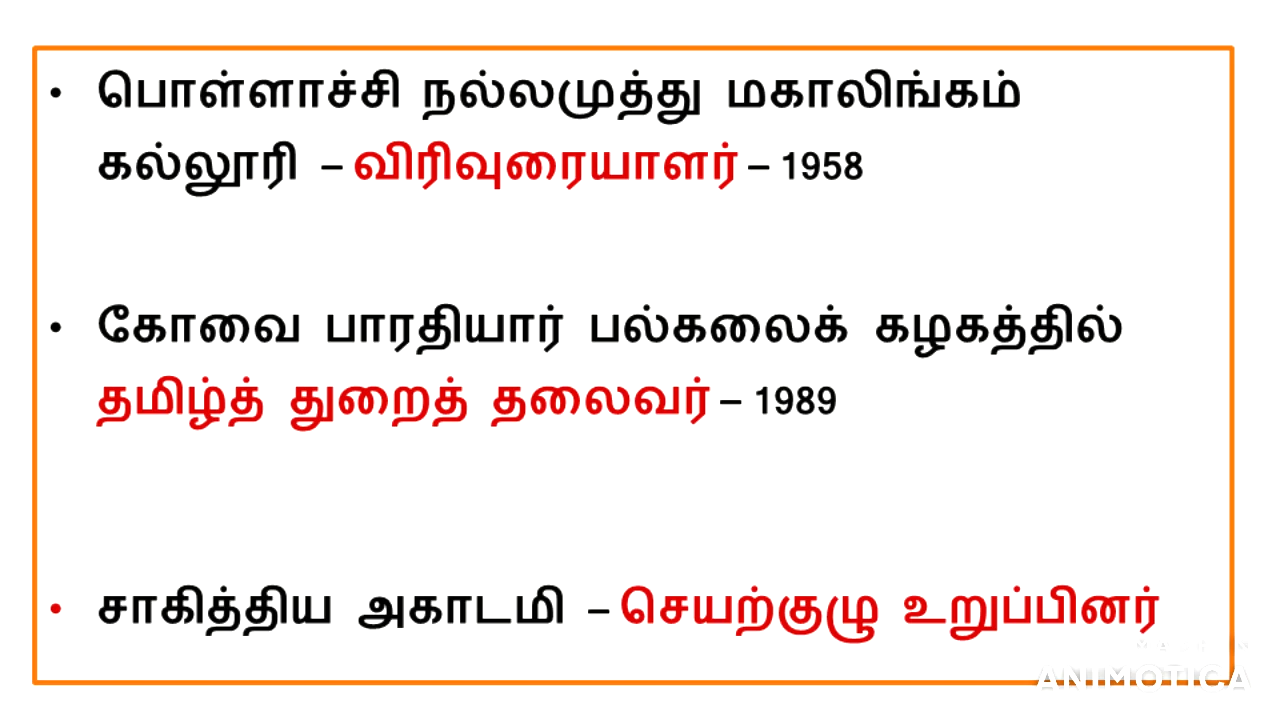 • பொள்ளாச்சி நல்லமுத்து மகாலிங்கம்
கல்லூரி – விரிவுரையாளர் – 1958
• கோவை பாரதியார் பல்கலைக் கழகத்தில்
தமிழ்த் துறைத் தலைவர் – 1989
• சாகித்திய அகாடமி – செயற்குழு உறுப்பினர்
ANIMOTICA